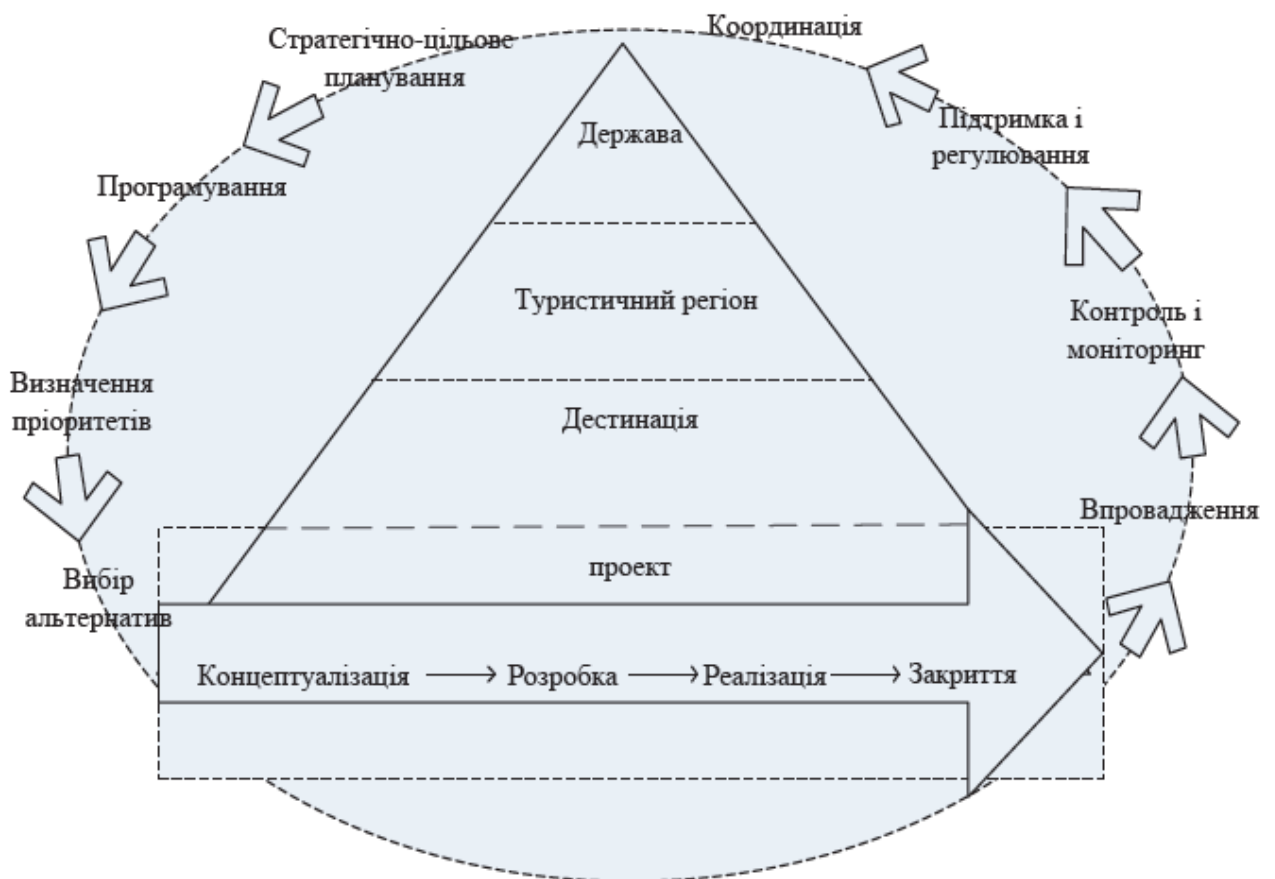 Координація
Стратегічно-цільове
планування
Підтримка і
регулювання
Держава
Програмування
Туристичний регіон
Контроль і
моніторинг
Визначення
пріоритетів
Дестинація
Впровадження
проект
Вибір
альтернатив
Концептуалізація Розробка Реалізація Закриття